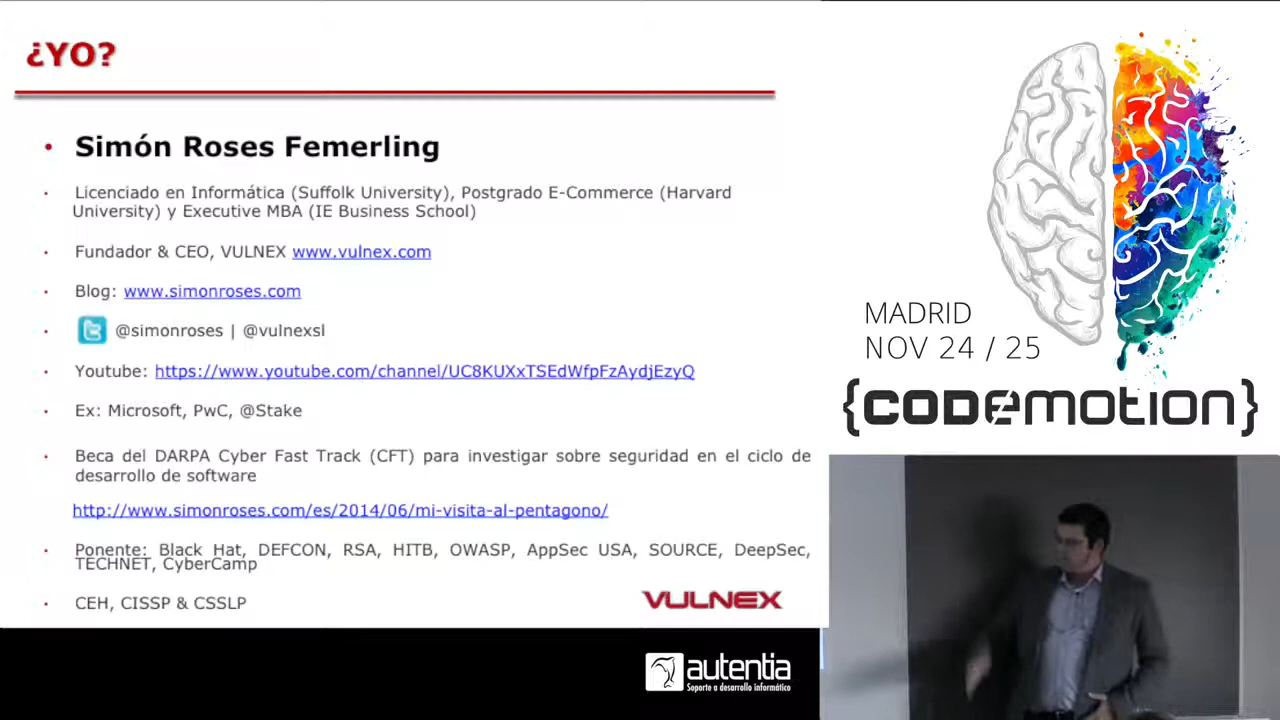 ¿YO?
• Simón Roses Femerling
• Licenciado en Informática (Suffolk University), Postgrado E-Commerce (Harvard
University) y Executive MBA (IE Business School)
• Fundador & CEO, VULNEX www.vulnex.com
• Blog: www.simonroses.com
• @simonroses | @vulnexsl
• Youtube: https://www.youtube.com/channel/UC8KUXxTSEdWfpFzAydjEzyQ
• Ex: Microsoft, PwC, @Stake
• Beca del DARPA Cyber Fast Track (CFT) para investigar sobre seguridad en el ciclo de
desarrollo de software
http://www.simonroses.com/es/2014/06/mi-visita-al-pentagono/
• Ponente: Black Hat, DEFCON, RSA, HITB, OWASP, AppSec USA, SOURCE, DeepSec,
TECHNET, CyberCamp
• CEH, CISSP & CSSLP
VULNEX
MADRID
NOV 24 / 25
{codemotion}
autentia
Soporte a desarrollo informático